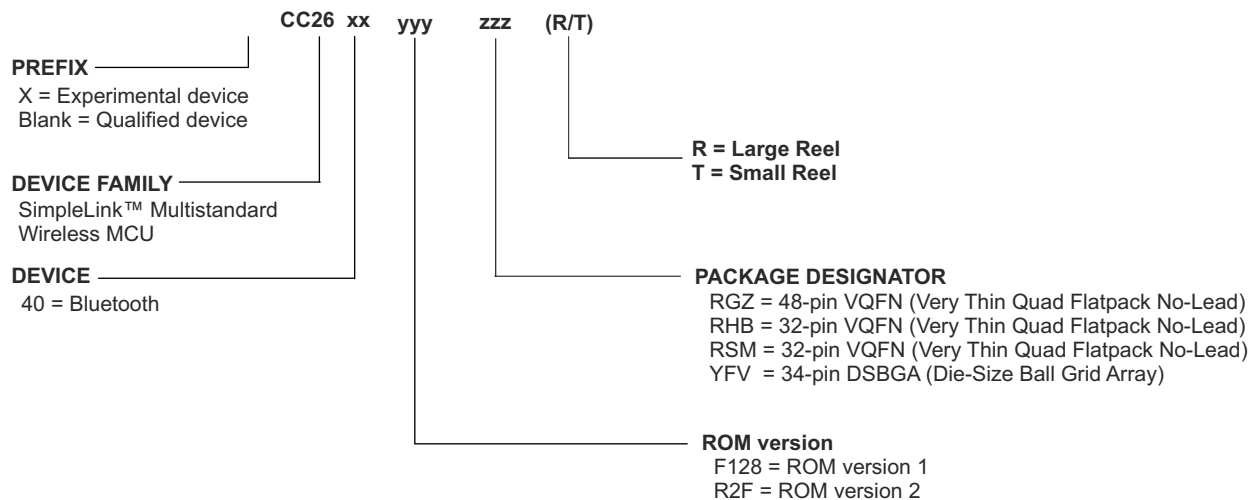 CC26 xx yyy zzz (R/T)
PREFIX
X = Experimental device
Blank = Qualified device
R = Large Reel
T = Small Reel
DEVICE FAMILY
SimpleLink™ Multistandard
Wireless MCU
DEVICE
40 = Bluetooth
PACKAGE DESIGNATOR
RGZ = 48-pin VQFN (Very Thin Quad Flatpack No-Lead)
RHB = 32-pin VQFN (Very Thin Quad Flatpack No-Lead)
RSM = 32-pin VQFN (Very Thin Quad Flatpack No-Lead)
YFV = 34-pin DSBGA (Die-Size Ball Grid Array)
ROM version
F128 = ROM version 1
R2F = ROM version 2